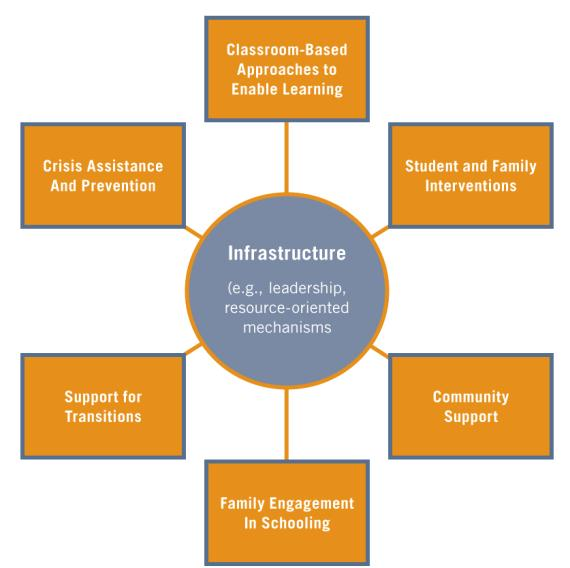 Classroom-Based
Approaches to
Enable Learning
Crisis Assistance
And Prevention
Student and Family
Interventions
Infrastructure
(e.g., leadership,
resource-oriented
mechanisms
Support for
Transitions
Community
Support
Family Engagement
In Schooling